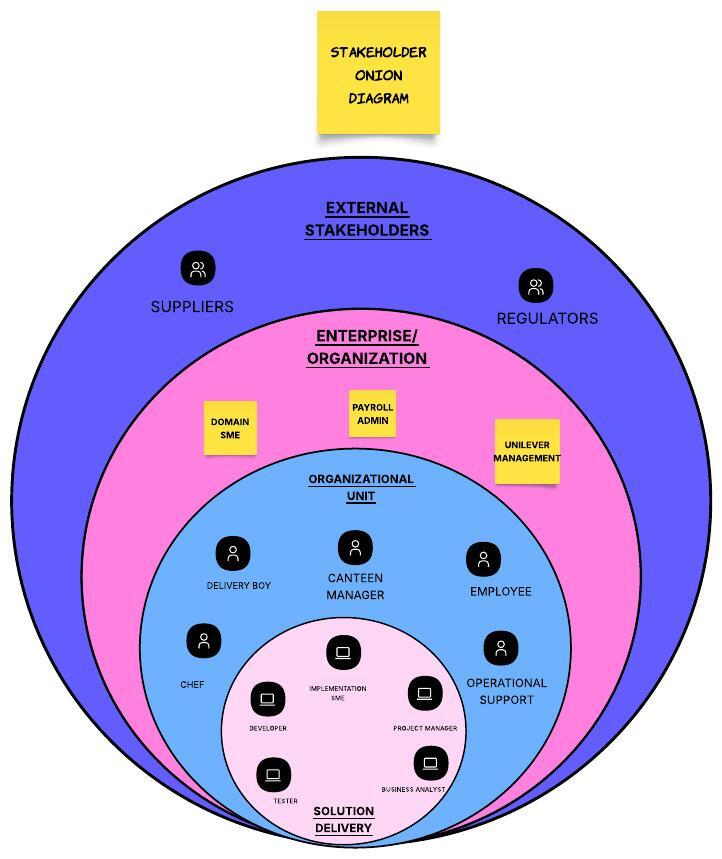 STAKEHOLDER
ONION
DIAGRAM
EXTERNAL
STAKEHOLDERS
SUPPLIERS
REGULATORS
ENTERPRISE/
ORGANIZATION
DOMAIN
SME
PAYROLL
ADMIN
UNILEVER
MANAGEMENT
ORGANIZATIONAL
UNIT
DELIVERY BOY
CANTEEN
MANAGER
EMPLOYEE
CHEF
OPERATIONAL
SUPPORT
IMPLEMENTATION
SME
DEVELOPER
PROJECT MANAGER
TESTER
BUSINESS ANALYST
SOLUTION
DELIVERY